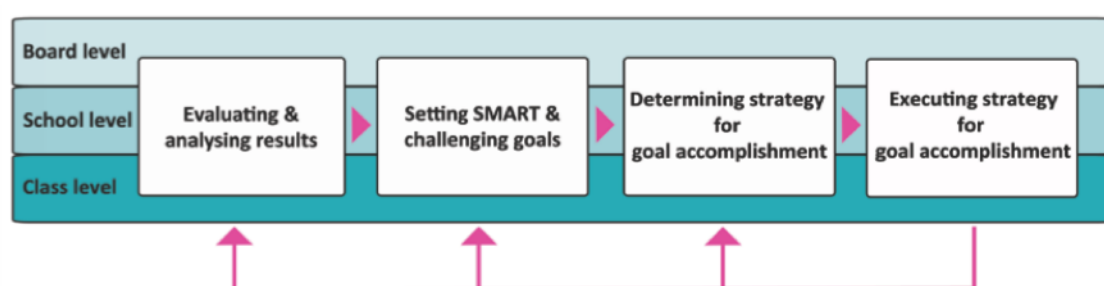 Board level
School level
Class level
Evaluating &
analysing results
Setting SMART &
challenging goals
Determining strategy
for
goal accomplishment
Executing strategy
for
goal accomplishment